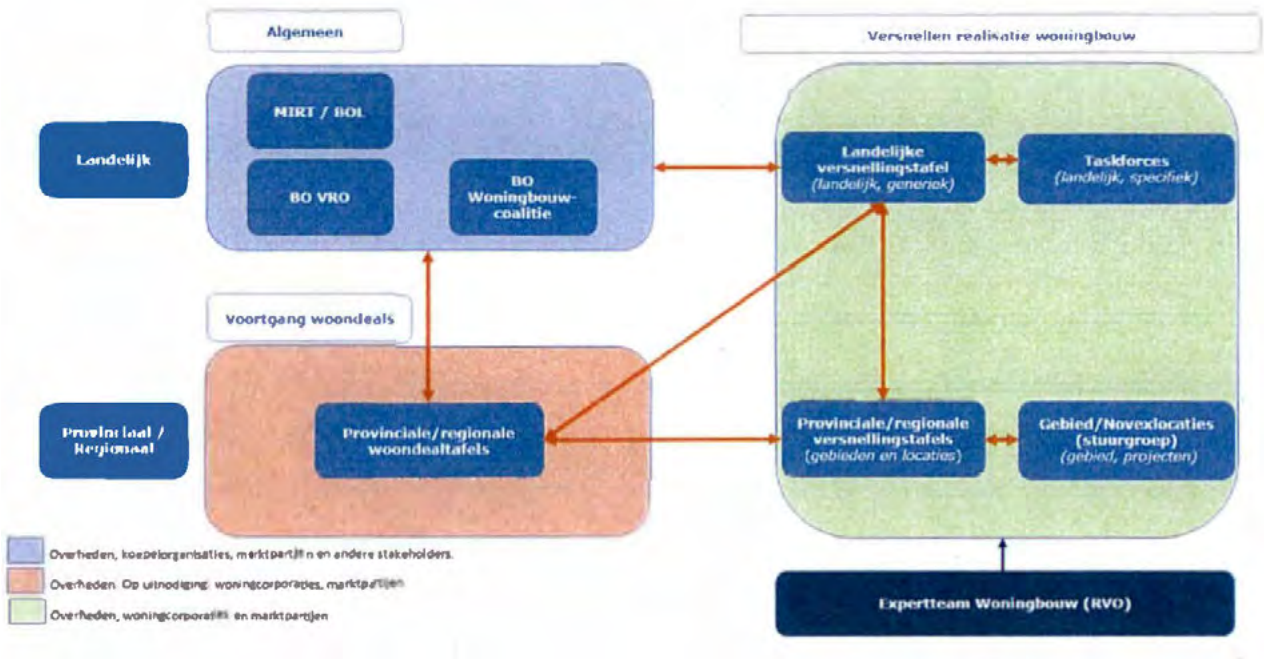 Algemeen
Versnellen realisatie woningbouw
Landelijk
MIRT / BOL
BO VRO
BO
Woningbouw-
coalitie
Landelijke
versnellingstafel
(landelijk, generiek)
Taskforces
(landelijk, specifiek)
Voortgang woondeals
Provinciaal /
Regionaal
Provinciale/regionale
woondealtafels
Provinciale/regionale
versnellingstafels
(gebieden en locaties)
Gebied/Novexlocaties
(stuurgroep)
(gebied, projecten)
Overheden, koepelorganisaties, marktpartijen en andere stakeholders.
Overheden. Op uitnodiging: woningcorporaties, marktpartijen
Overheden, woningcorporaties en marktpartijen
Expertteam Woningbouw (RVO)